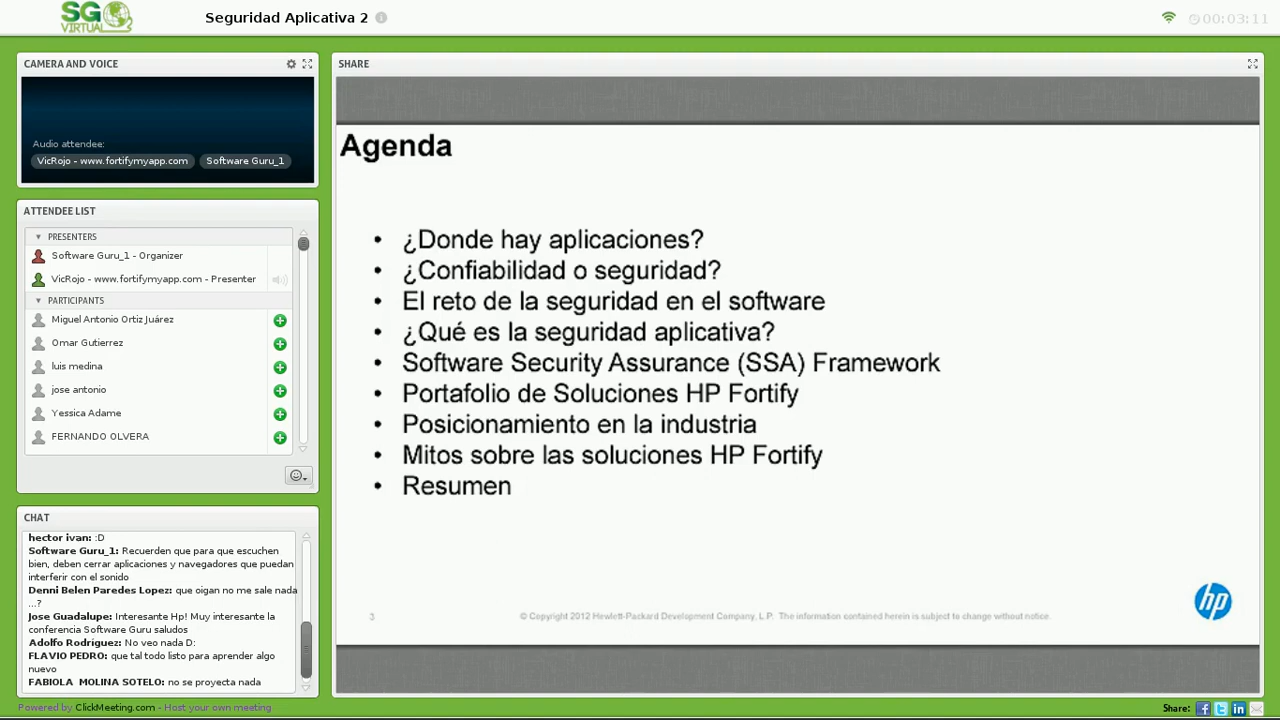 SG
VIRTUAL
Seguridad Aplicativa 2
00:03:11
CAMERA AND VOICE
Audio attendee:
VicRojo - www.fortifymyapp.com
Software Guru_1
ATTENDEE LIST
PRESENTERS
Software Guru_1 - Organizer
VicRojo - www.fortifymyapp.com - Presenter
PARTICIPANTS
Miguel Antonio Ortiz Juárez
Omar Gutierrez
luis medina
jose antonio
Yessica Adame
FERNANDO OLVERA
CHAT
hector ivan: :D
Software Guru_1: Recuerden que para que escuchen
bien, deben cerrar aplicaciones y navegadores que puedan
interferir con el sonido
Denni Belen Paredes Lopez: que oigan no me sale nada
...?
Jose Guadalupe: Interesante Hp! Muy interesante la
conferencia Software Guru saludos
Adolfo Rodriguez: No veo nada D:
FLAVIO PEDRO: que tal todo listo para aprender algo
nuevo
FABIOLA MOLINA SOTELO: no se proyecta nada
SHARE
Agenda
• ¿Donde hay aplicaciones?
• ¿Confiabilidad o seguridad?
• El reto de la seguridad en el software
• ¿Qué es la seguridad aplicativa?
• Software Security Assurance (SSA) Framework
• Portafolio de Soluciones HP Fortify
• Posicionamiento en la industria
• Mitos sobre las soluciones HP Fortify
• Resumen
3
© Copyright 2012 Hewlett-Packard Development Company, L.P. The information contained herein is subject to change without notice.
hp
Powered by ClickMeeting.com - Host your own meeting
Share: